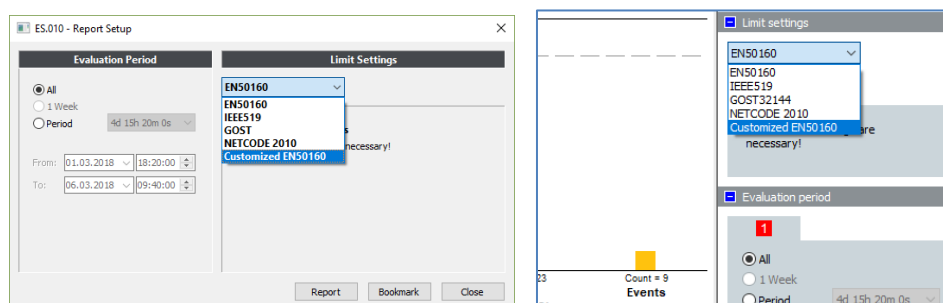 ES.010 - Report Setup
Evaluation Period
All
1 Week
Period
4d 15h 20m 0s
From:
01.03.2018
18:20:00
To:
06.03.2018
09:40:00
Limit Settings
EN50160
EN50160
IEEE519
GOST
NETCODE 2010
Customized EN50160
necessary!
Report
Bookmark
Close
23
Count = 9
Events
Limit settings
EN50160
EN50160
IEEE519
GOST32144
NETCODE 2010
Customized EN50160
are
necessary!
Evaluation period
1
All
1 Week
Period
4d 15h 20m 0s